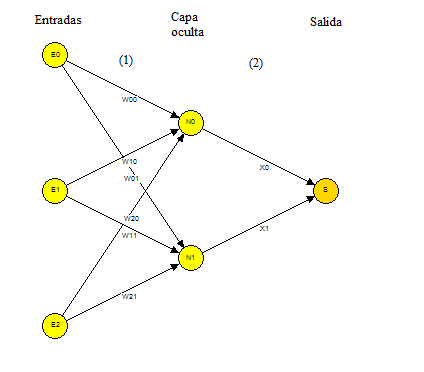 Entradas
Capa
oculta
Salida
(1)
(2)
E0
W00
N0
W10
X0
W01
E1
S
W20
X1
W11
N1
W21
E2